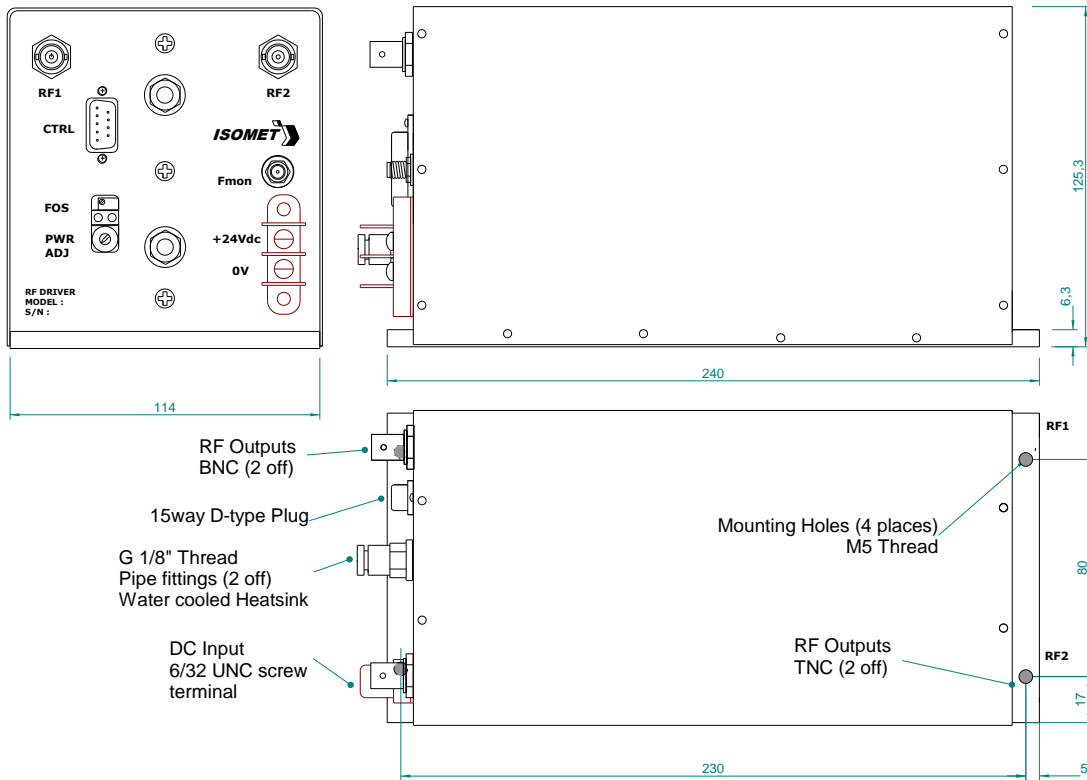 RF1
RF2
CTRL
ISOMET
Fmon
FOS
+24Vdc
PWR
ADJ
0V
RF DRIVER
MODEL :
S/N :
114
125,3
6,3
240
RF Outputs
BNC (2 off)
15way D-type Plug
G 1/8" Thread
Pipe fittings (2 off)
Water cooled Heatsink
DC Input
6/32 UNC screw
terminal
RF1
Mounting Holes (4 places)
M5 Thread
80
RF Outputs
TNC (2 off)
RF2
17
230
5